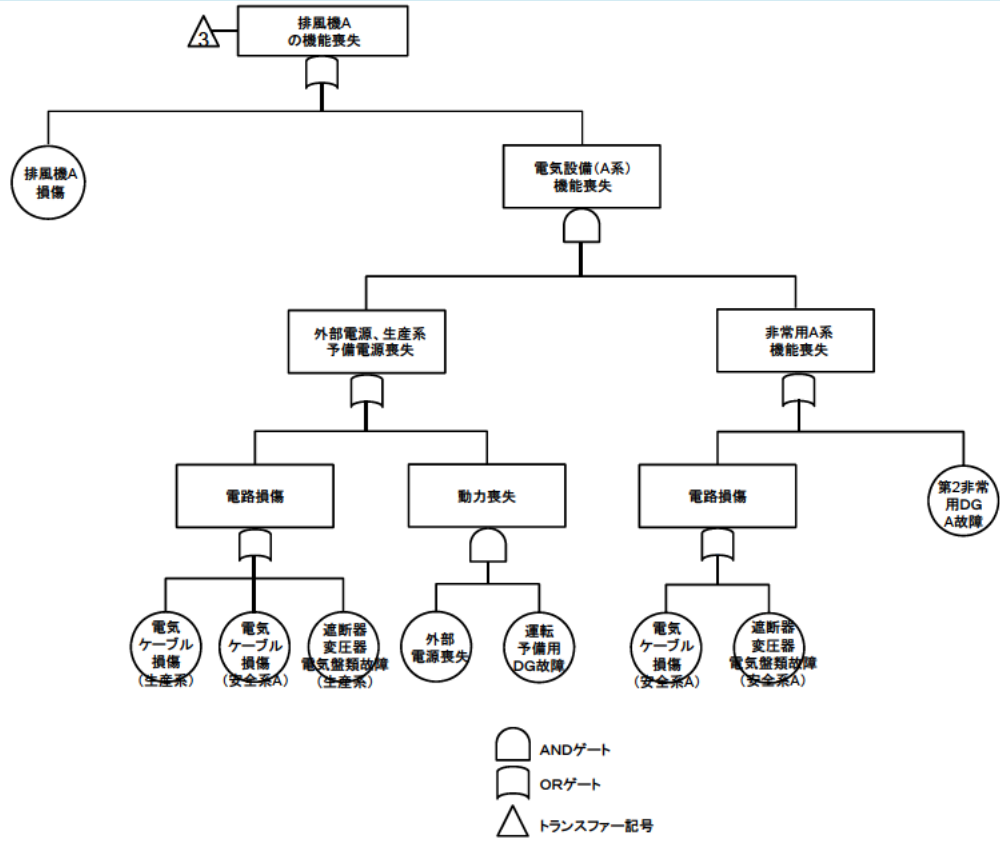 3
排風機A
の機能喪失
排風機A
損傷
電気設備(A系)
機能喪失
外部電源、生産系
予備電源喪失
非常用A系
機能喪失
電路損傷
動力喪失
電路損傷
第2非常
用DG
A故障
電気
ケーブル
損傷
(生産系)
電気
ケーブル
損傷
(安全系A)
遮断器
変圧器
電気盤類故障
(生産系)
外部
電源喪失
運転
予備用
DG故障
電気
ケーブル
損傷
(安全系A)
遮断器
変圧器
電気盤類故障
(安全系A)
ANDゲート
ORゲート
トランスファー記号